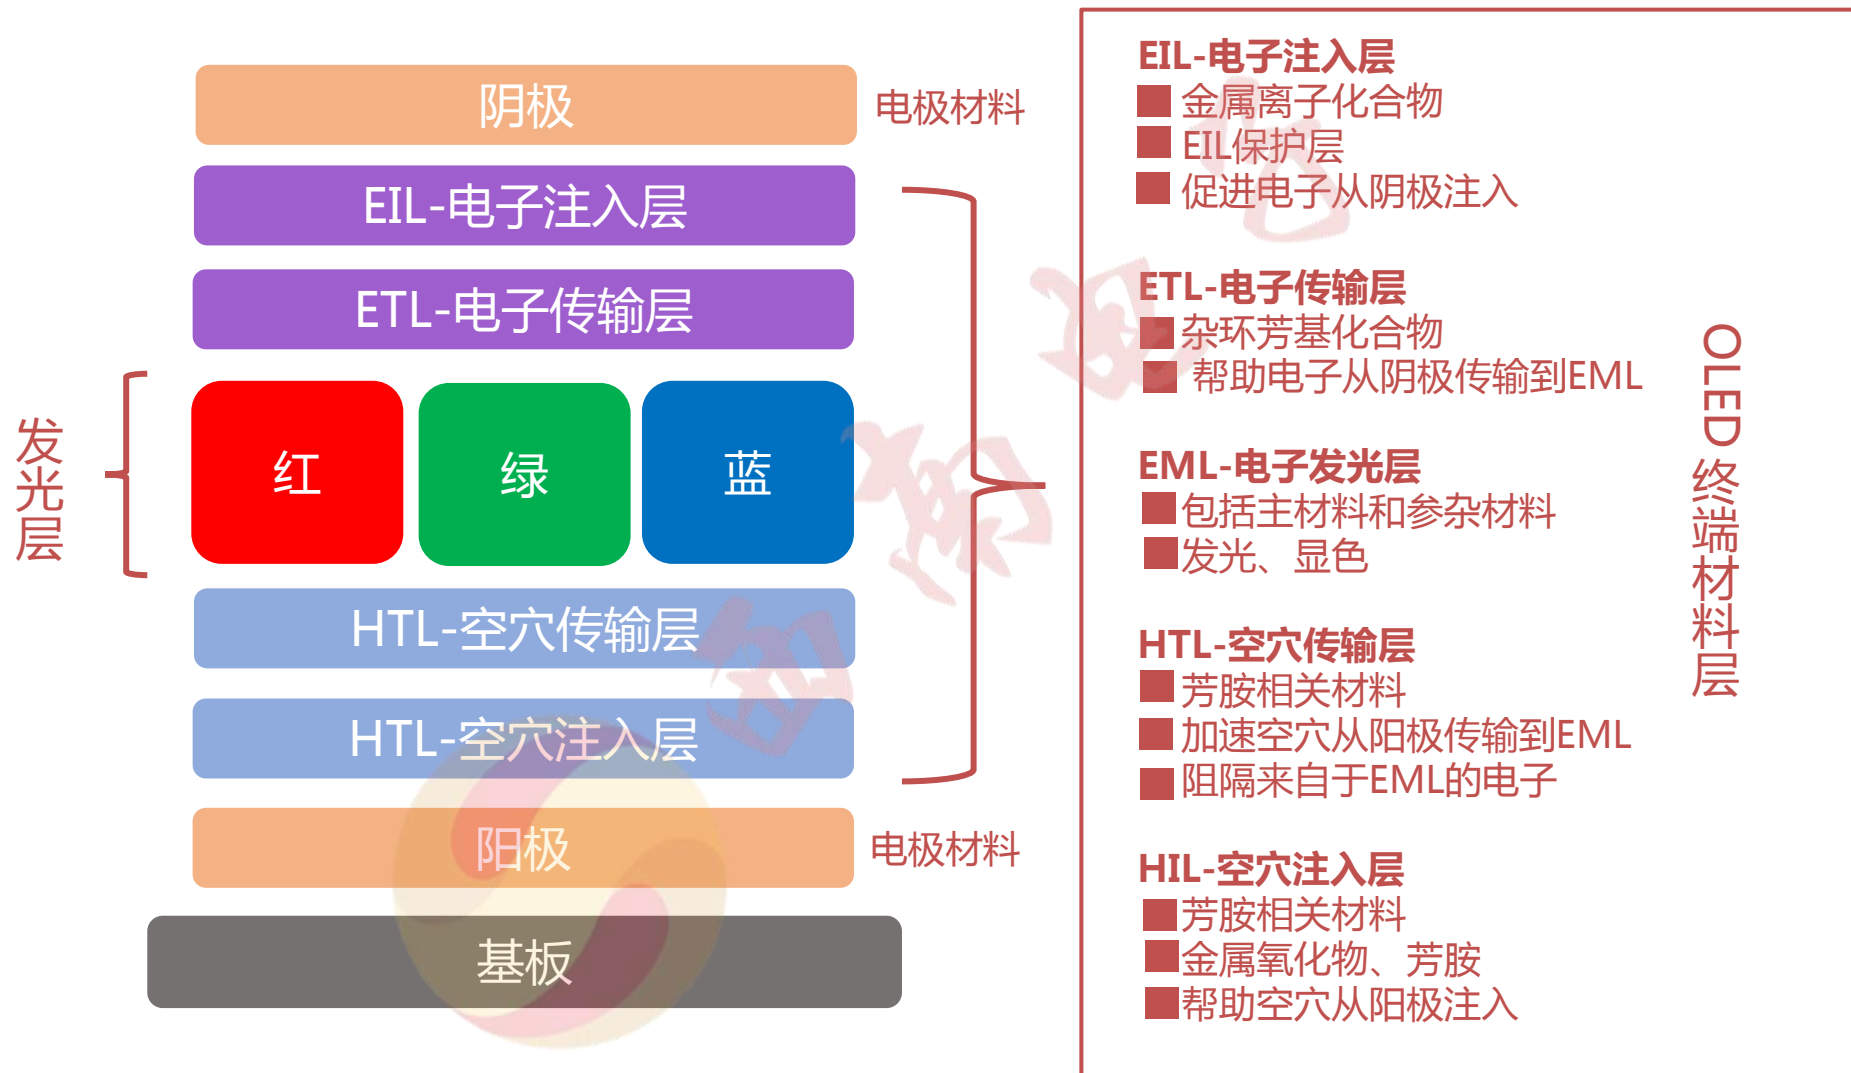 阴极
电极材料
EIL-电子注入层
ETL-电子传输层
发光层
红
绿
蓝
HTL-空穴传输层
HTL-空穴注入层
阳极
电极材料
基板
EIL-电子注入层
金属离子化合物
EIL保护层
促进电子从阴极注入
ETL-电子传输层
杂环芳基化合物
帮助电子从阴极传输到EML
EML-电子发光层
包括主材料和参杂材料
发光、显色
HTL-空穴传输层
芳胺相关材料
加速空穴从阳极传输到EML
阻隔来自于EML的电子
HIL-空穴注入层
芳胺相关材料
金属氧化物、芳胺
帮助空穴从阳极注入
OLED终端材料层